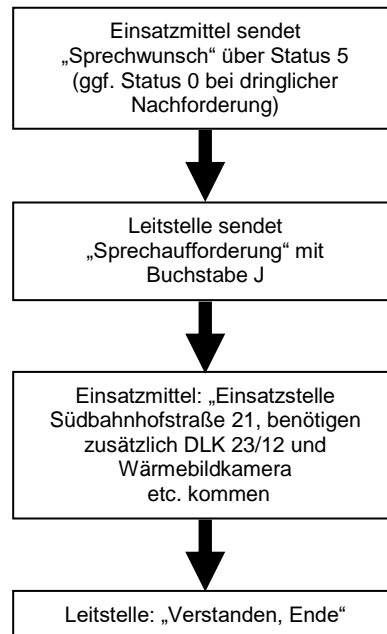 Einsatzmittel sendet
„Sprechwunsch“ über Status 5
(ggf. Status 0 bei dringlicher
Nachforderung)
Leitstelle sendet
„Sprechaufforderung“ mit
Buchstabe J
Einsatzmittel: „Einsatzstelle
Südbahnhofstraße 21, benötigen
zusätzlich DLK 23/12 und
Wärmebildkamera
etc. kommen
Leitstelle: „Verstanden, Ende“